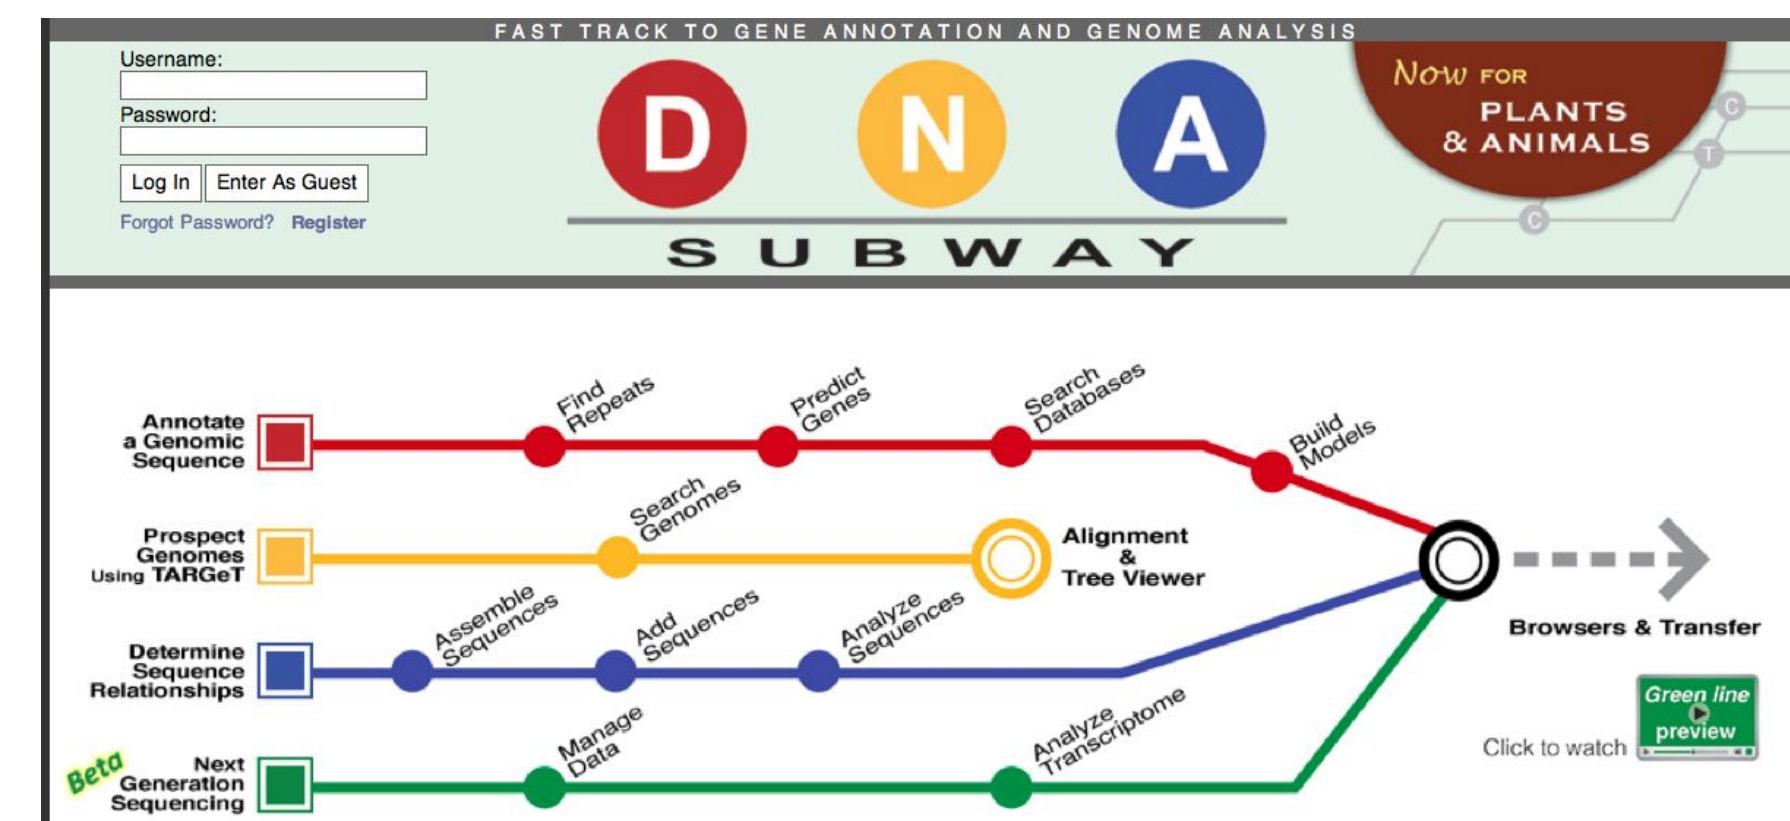 FAST TRACK TO GENE ANNOTATION AND GENOME ANALYSIS
Username:
Password:
Log In
Enter As Guest
Forgot Password?
Register
D N A
SUBWAY
Now FOR
PLANTS
& ANIMALS
C
T
C
Annotate
a Genomic
Sequence
Find
Repeats
Predict
Genes
Search
Databases
Build
Models
Prospect
Genomes
Using TARGeT
Search
Genomes
Alignment
&
Tree Viewer
Determine
Sequence
Relationships
Assemble
Sequences
Add
Sequences
Analyze
Sequences
Browsers & Transfer
Beta
Next
Generation
Sequencing
Manage
Data
Analyze
Transcriptome
Click to watch
Green line
preview